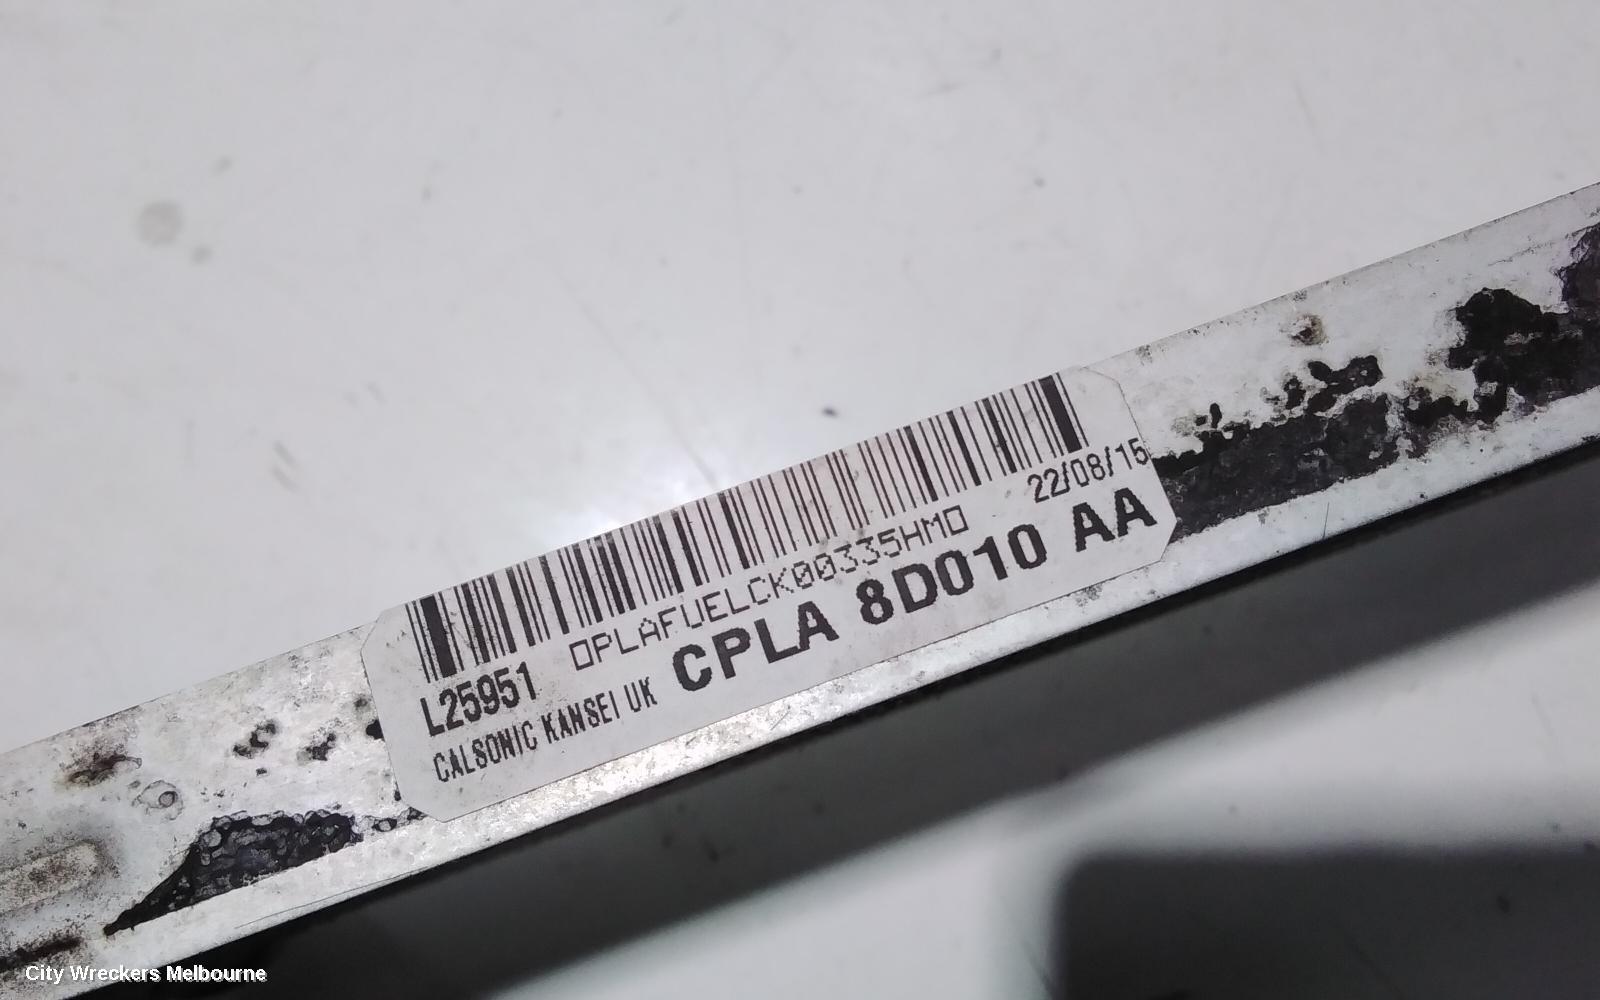 22/08/15
OPLAFUELCK00335HMO
L25951
CPLA 8D010 AA
CALSONIC KANSEI UK
City Wreckers Melbourne